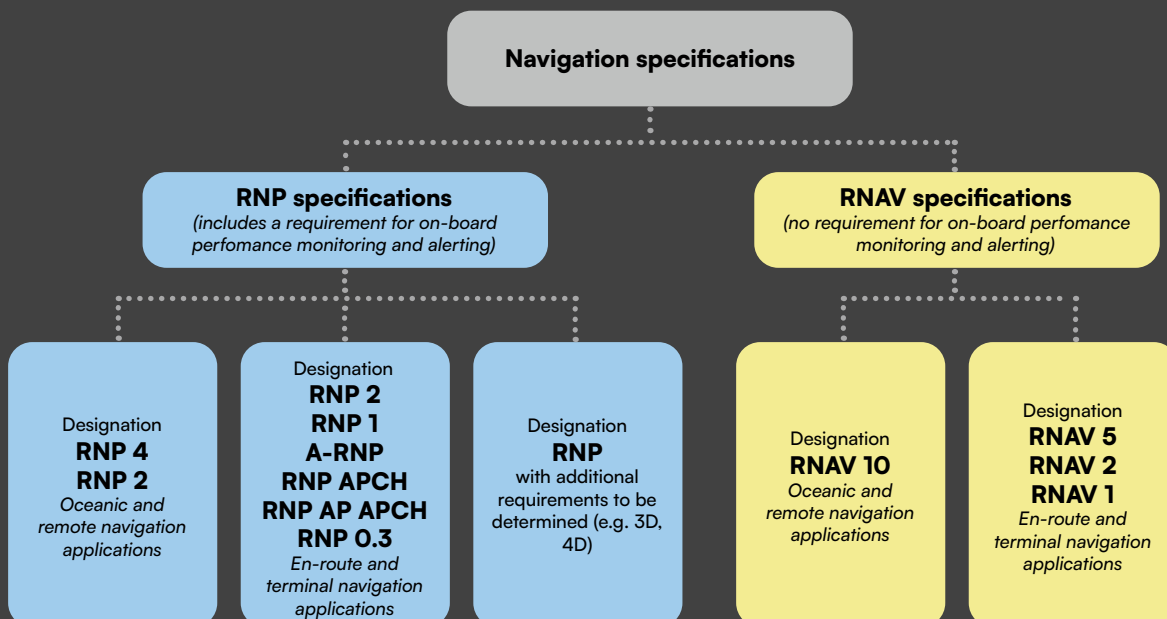 Navigation specifications
RNP specifications
(includes a requirement for on-board
perfomance monitoring and alerting)
RNAV specifications
(no requirement for on-board perfomance
monitoring and alerting)
Designation
RNP 4
RNP 2
Oceanic and
remote navigation
applications
Designation
RNP 2
RNP 1
A-RNP
RNP APCH
RNP AP APCH
RNP 0.3
En-route and
terminal navigation
applications
Designation
RNP
with additional
requirements to be
determined (e.g. 3D,
4D)
Designation
RNAV 10
Oceanic and
remote navigation
applications
Designation
RNAV 5
RNAV 2
RNAV 1
En-route and
terminal navigation
applications